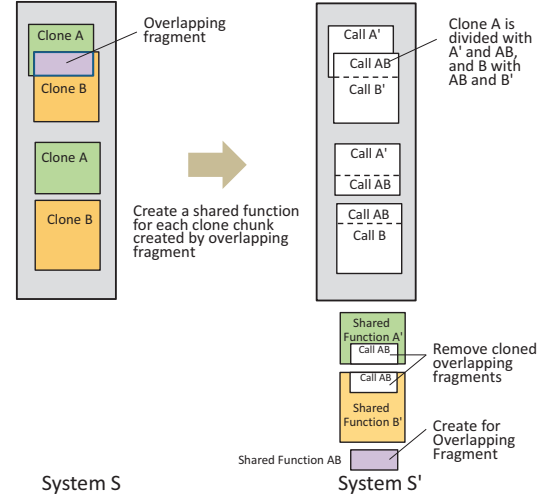 Clone A
Overlapping
fragment
Clone B
Clone A
Clone B
Create a shared function
for each clone chunk
created by overlapping
fragment
System S
Call A'
Call AB
Call B'
Clone A is
divided with
A' and AB,
and B with
AB and B'
Call A'
Call AB
Call AB
Call B
Shared
Function A'
Call AB
Remove cloned
overlapping
fragments
Call AB
Shared
Function B'
Create for
Overlapping
Fragment
Shared Function AB
System S'